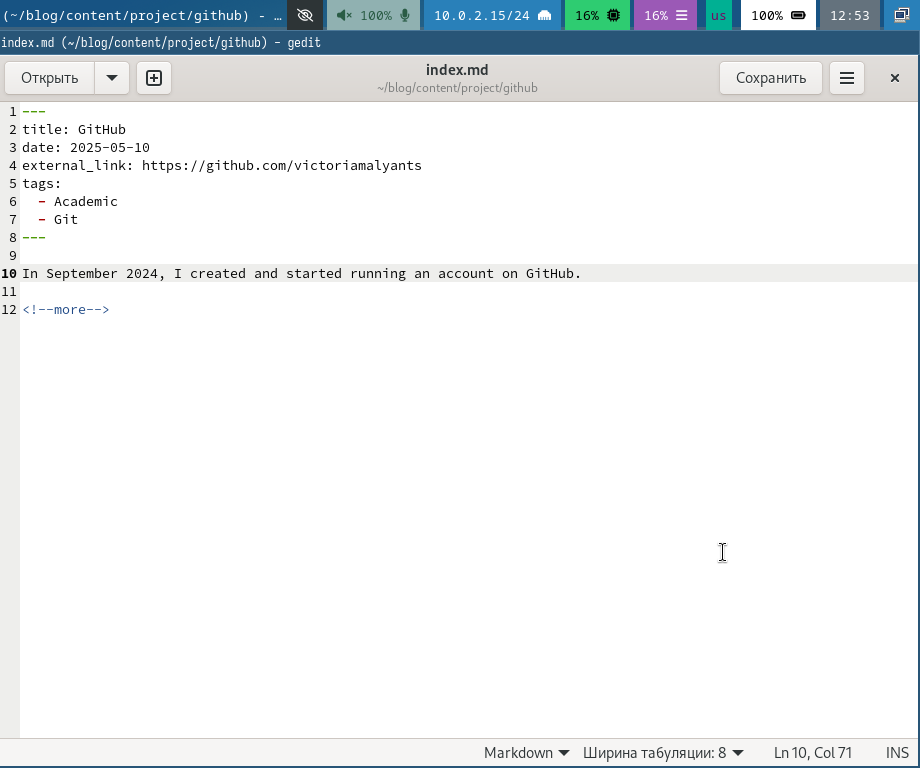 (~/blog/content/project/github) - … 100% 10.0.2.15/24 16% 16% us 100% 12:53
index.md (~/blog/content/project/github) - gedit
Открыть index.md Сохранить
~/blog/content/project/github
1 ---
2 title: GitHub
3 date: 2025-05-10
4 external_link: https://github.com/victoriamalyants
5 tags:
6   - Academic
7   - Git
8 ---
9
10 In September 2024, I created and started running an account on GitHub.
11
12 <!--more-->
Markdown Ширина табуляции: 8 Ln 10, Col 71 INS